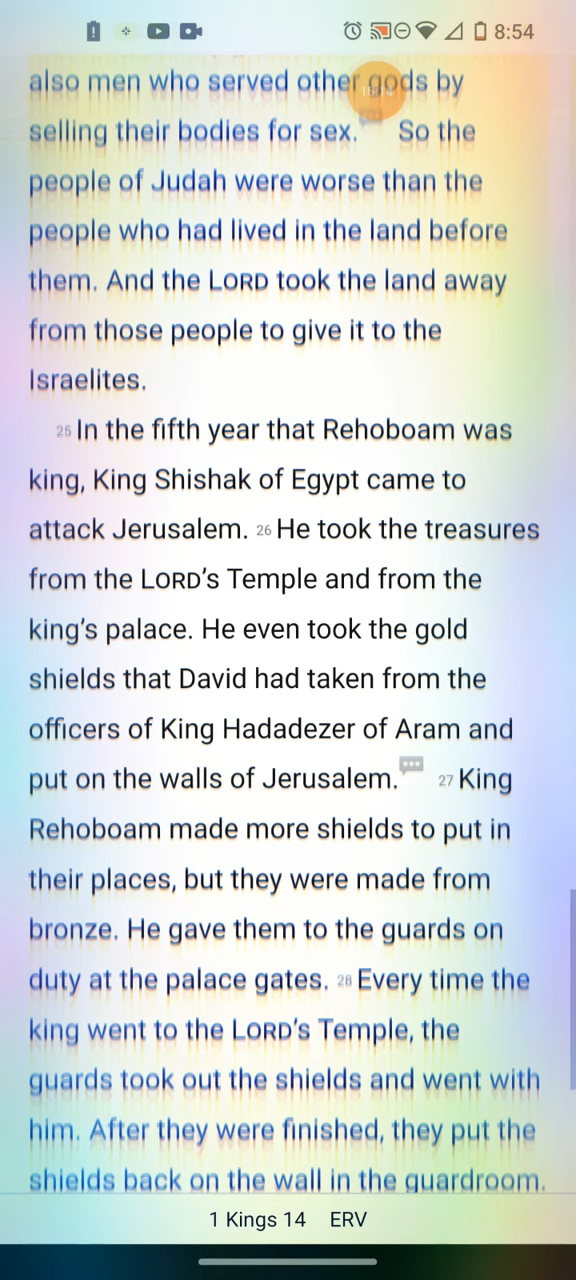 8:54
also men who served other gods by
selling their bodies for sex. So the
people of Judah were worse than the
people who had lived in the land before
them. And the LORD took the land away
from those people to give it to the
Israelites.
25 In the fifth year that Rehoboam was
king, King Shishak of Egypt came to
attack Jerusalem. 26 He took the treasures
from the LORD’s Temple and from the
king’s palace. He even took the gold
shields that David had taken from the
officers of King Hadadezer of Aram and
put on the walls of Jerusalem. 27 King
Rehoboam made more shields to put in
their places, but they were made from
bronze. He gave them to the guards on
duty at the palace gates. 28 Every time the
king went to the LORD’s Temple, the
guards took out the shields and went with
him. After they were finished, they put the
shields back on the wall in the guardroom.
1 Kings 14 ERV